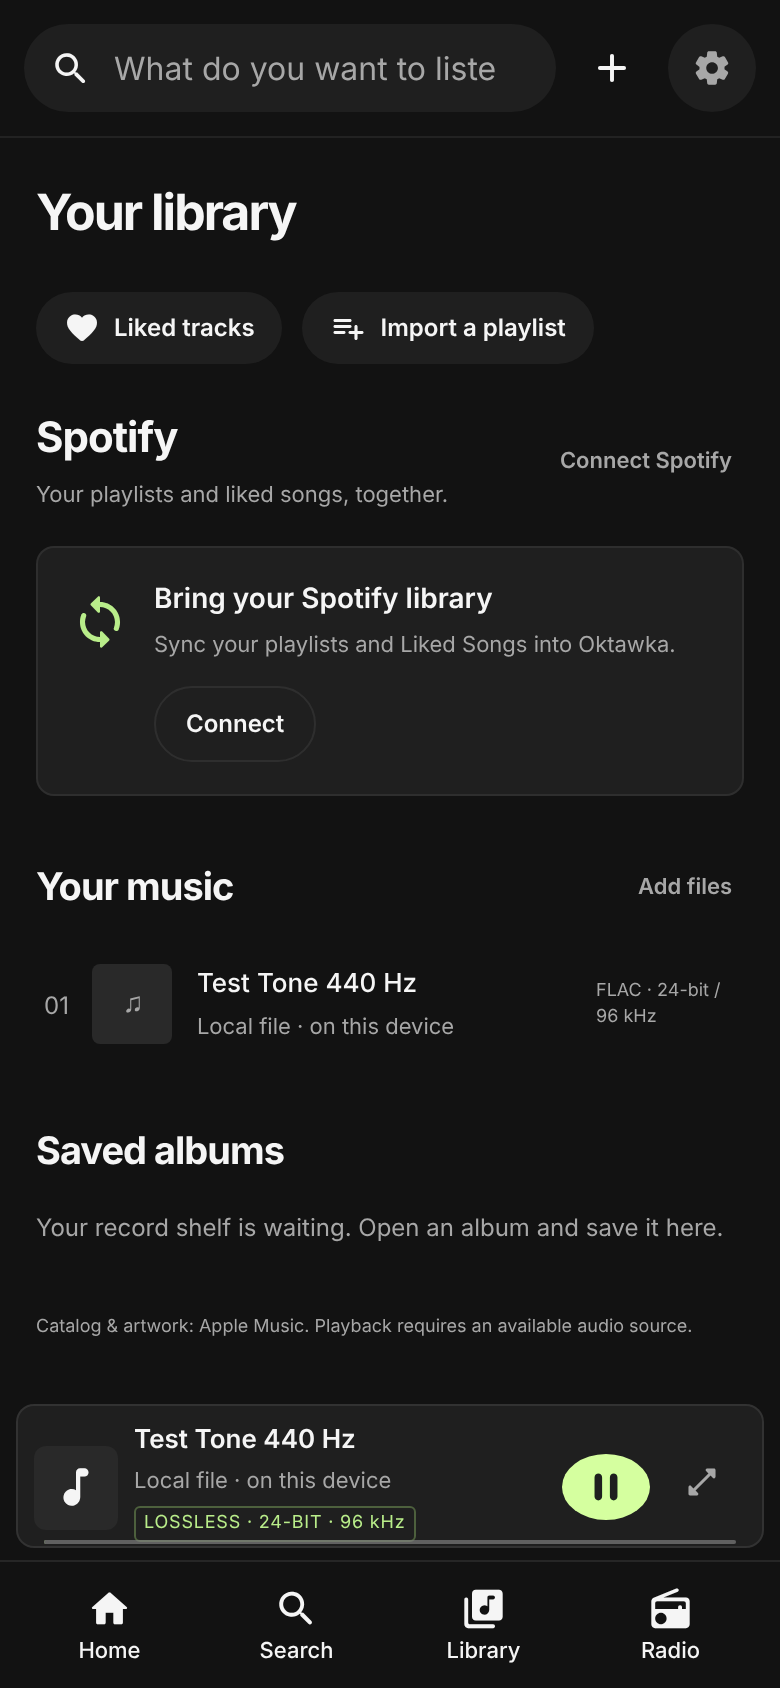 What do you want to liste
Your library
Liked tracks
Import a playlist
Spotify
Connect Spotify
Your playlists and liked songs, together.
Bring your Spotify library
Sync your playlists and Liked Songs into Oktawka.
Connect
Your music
Add files
01
Test Tone 440 Hz
Local file · on this device
FLAC · 24-bit /
96 kHz
Saved albums
Your record shelf is waiting. Open an album and save it here.
Catalog & artwork: Apple Music. Playback requires an available audio source.
Test Tone 440 Hz
Local file · on this device
LOSSLESS · 24-BIT · 96 kHz
Home
Search
Library
Radio